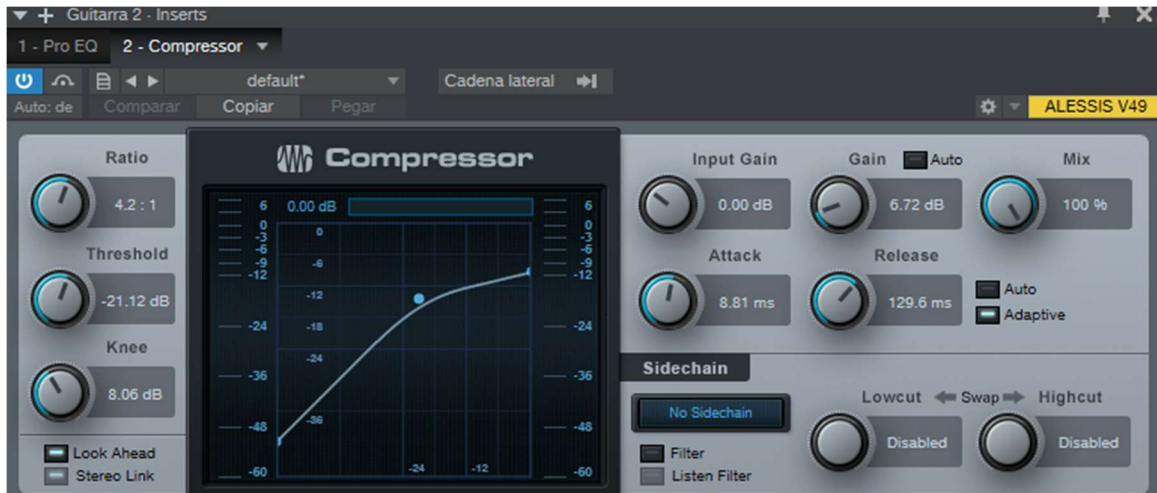 Guitarra 2 - Inserts
1 - Pro EQ 2 - Compressor
default* Cadena lateral
Auto: de Comparar Copiar Pegar ALESSIS V49
Ratio
4.2 : 1
Threshold
-21.12 dB
Knee
8.06 dB
Look Ahead
Stereo Link
Compressor
6 0.00 dB 6
0 0 0
-3 -3
-6 -6 -6
-9 -9
-12 -12
-12
-24 -18 -24
-24
-36 -36
-36
-48 -48
-60 -24 -12 -60
Input Gain Gain Auto Mix
0.00 dB 6.72 dB 100 %
Attack Release
8.81 ms 129.6 ms Auto
Adaptive
Sidechain
No Sidechain
Filter
Listen Filter
Lowcut Swap Highcut
Disabled Disabled